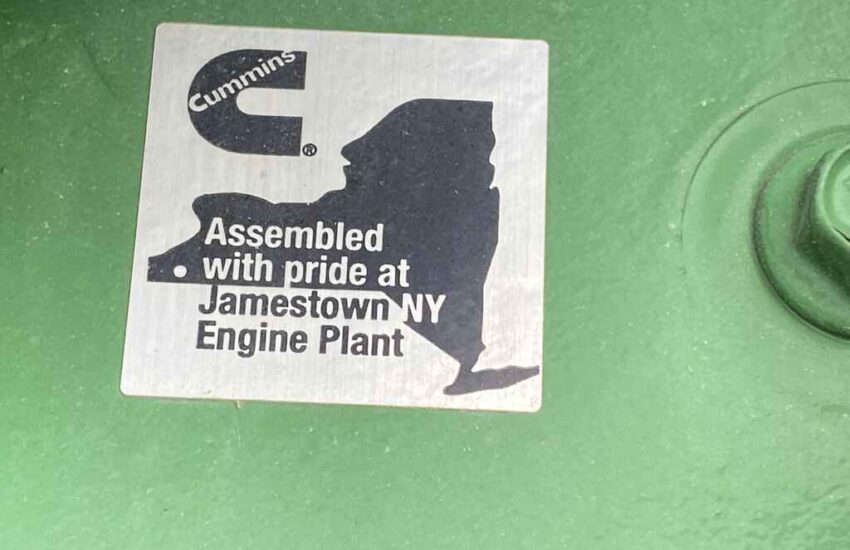 Cummins
®
Assembled
with pride at
Jamestown NY
Engine Plant